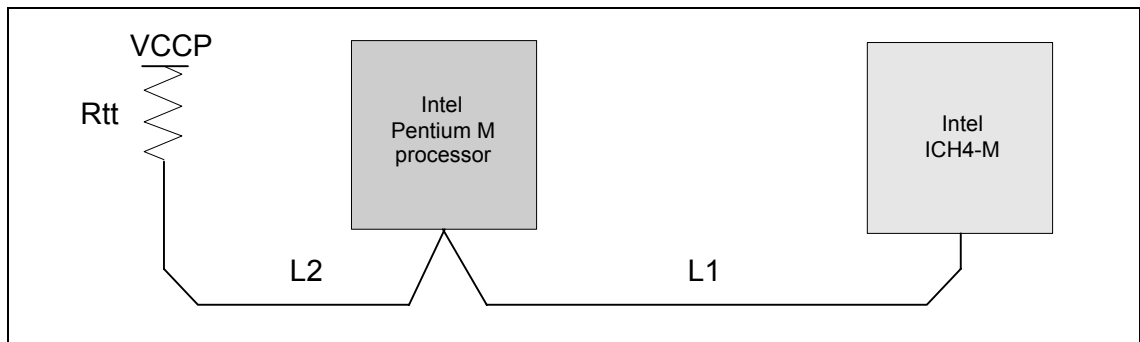 VCCP
Rtt
Intel
Pentium M
processor
Intel
ICH4-M
L2
L1